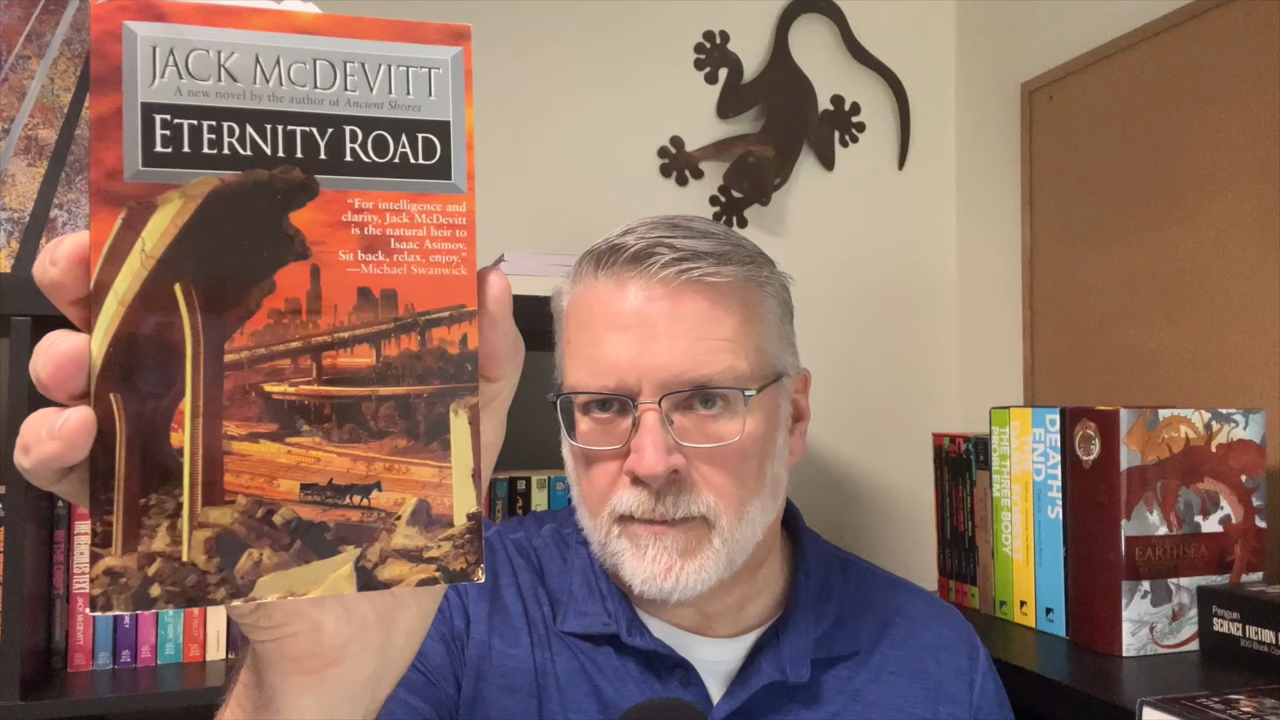 JACK MCDEVITT
A new novel by the author of Ancient Shores
ETERNITY ROAD
"For intelligence and
clarity, Jack McDevitt
is the natural heir to
Isaac Asimov.
Sit back, relax, enjoy."
—Michael Swanwick
THE HERCULES TEXT
JACK McDEVITT
THE THREE-BODY
PROBLEM
DEATH'S
END
EARTHSEA
Penguin
SCIENCE FICTION